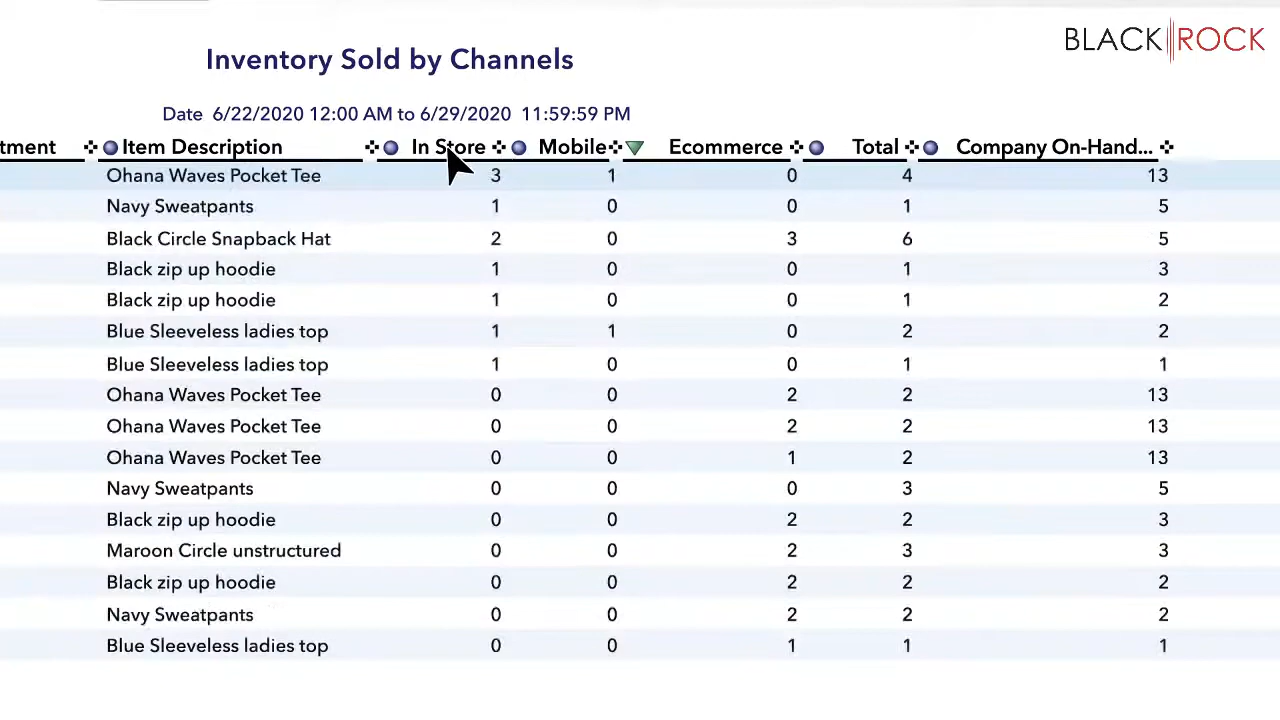 BLACK ROCK
Inventory Sold by Channels
Date 6/22/2020 12:00 AM to 6/29/2020 11:59:59 PM
tment Item Description In Store Mobile Ecommerce Total Company On-Hand...
Ohana Waves Pocket Tee 3 1 0 4 13
Navy Sweatpants 1 0 0 1 5
Black Circle Snapback Hat 2 0 3 6 5
Black zip up hoodie 1 0 0 1 3
Black zip up hoodie 1 0 0 1 2
Blue Sleeveless ladies top 1 1 0 2 2
Blue Sleeveless ladies top 1 0 0 1 1
Ohana Waves Pocket Tee 0 0 2 2 13
Ohana Waves Pocket Tee 0 0 2 2 13
Ohana Waves Pocket Tee 0 0 1 2 13
Navy Sweatpants 0 0 0 3 5
Black zip up hoodie 0 0 2 2 3
Maroon Circle unstructured 0 0 2 3 3
Black zip up hoodie 0 0 2 2 2
Navy Sweatpants 0 0 2 2 2
Blue Sleeveless ladies top 0 0 1 1 1